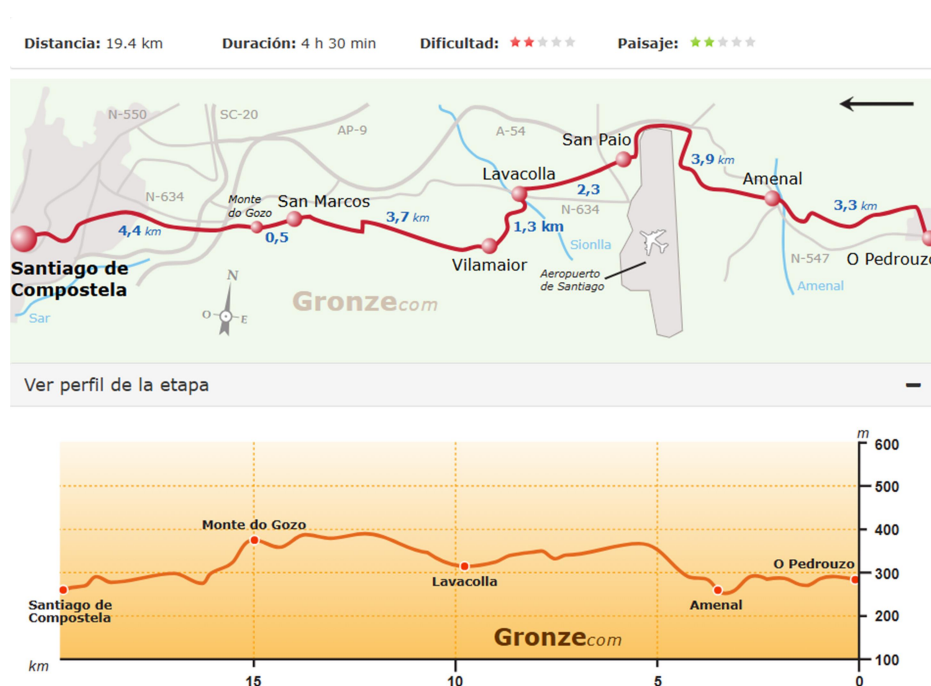 Distancia: 19.4 km
Duración: 4 h 30 min
Dificultad:
Paisaje:
N-550
SC-20
AP-9
A-54
San Paio
3,9 km
Lavacolla
2,3
Amenal
N-634
Monte
do Gozo
San Marcos
3,7 km
N-634
3,3 km
4,4 km
0,5
1,3 km
Sionlla
N-547
O Pedrouzo
Vilamaior
Aeropuerto
de Santiago
Amenal
Santiago de
Compostela
N
O
E
Gronze.com
Sar
Ver perfil de la etapa
m
600
500
400
Monte do Gozo
O Pedrouzo
300
Lavacolla
Amenal
Santiago de
Compostela
200
Gronze.com
100
km
15
10
5
0